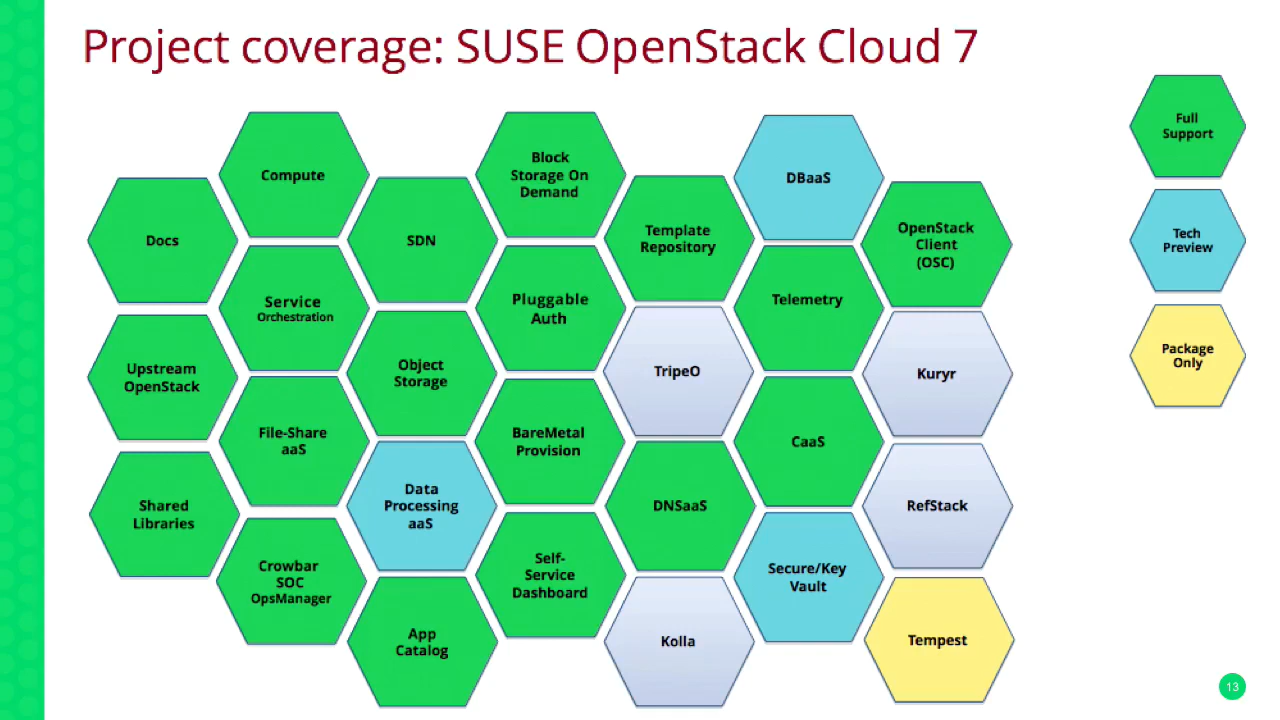 Project coverage: SUSE OpenStack Cloud 7
Docs
Upstream
OpenStack
Shared
Libraries
Compute
Service
Orchestration
File-Share
aaS
Crowbar
SOC
OpsManager
SDN
Object
Storage
Data
Processing
aaS
App
Catalog
Block
Storage On
Demand
Pluggable
Auth
BareMetal
Provision
Self-
Service
Dashboard
Template
Repository
TripeO
DNSaaS
Kolla
DBaaS
Telemetry
CaaS
Secure/Key
Vault
OpenStack
Client
(OSC)
Kuryr
RefStack
Tempest
Full
Support
Tech
Preview
Package
Only
13